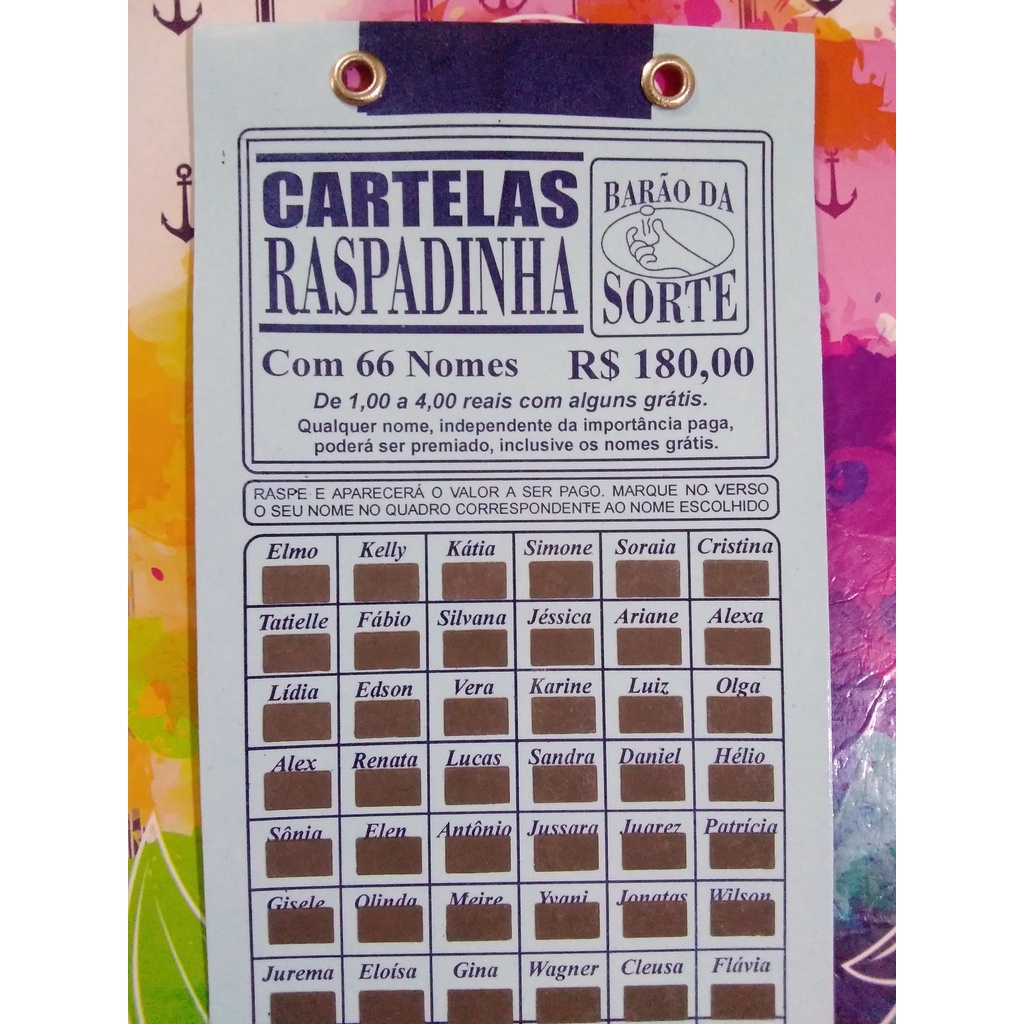 CARTELAS
RASPADINHA
BARÃO DA
SORTE
Com 66 Nomes R$ 180,00
De 1,00 a 4,00 reais com alguns grátis.
Qualquer nome, independente da importância paga,
poderá ser premiado, inclusive os nomes grátis.
RASPE E APARECERÁ O VALOR A SER PAGO. MARQUE NO VERSO
O SEU NOME NO QUADRO CORRESPONDENTE AO NOME ESCOLHIDO
Elmo Kelly Kátia Simone Soraia Cristina
Tatielle Fábio Silvana Jéssica Ariane Alexa
Lídia Edson Vera Karine Luiz Olga
Alex Renata Lucas Sandra Daniel Hélio
Sônia Elen Antônio Jussara Juarez Patrícia
Gisele Olinda Meire Yvani Jonatas Wilson
Jurema Eloísa Gina Wagner Cleusa Flávia